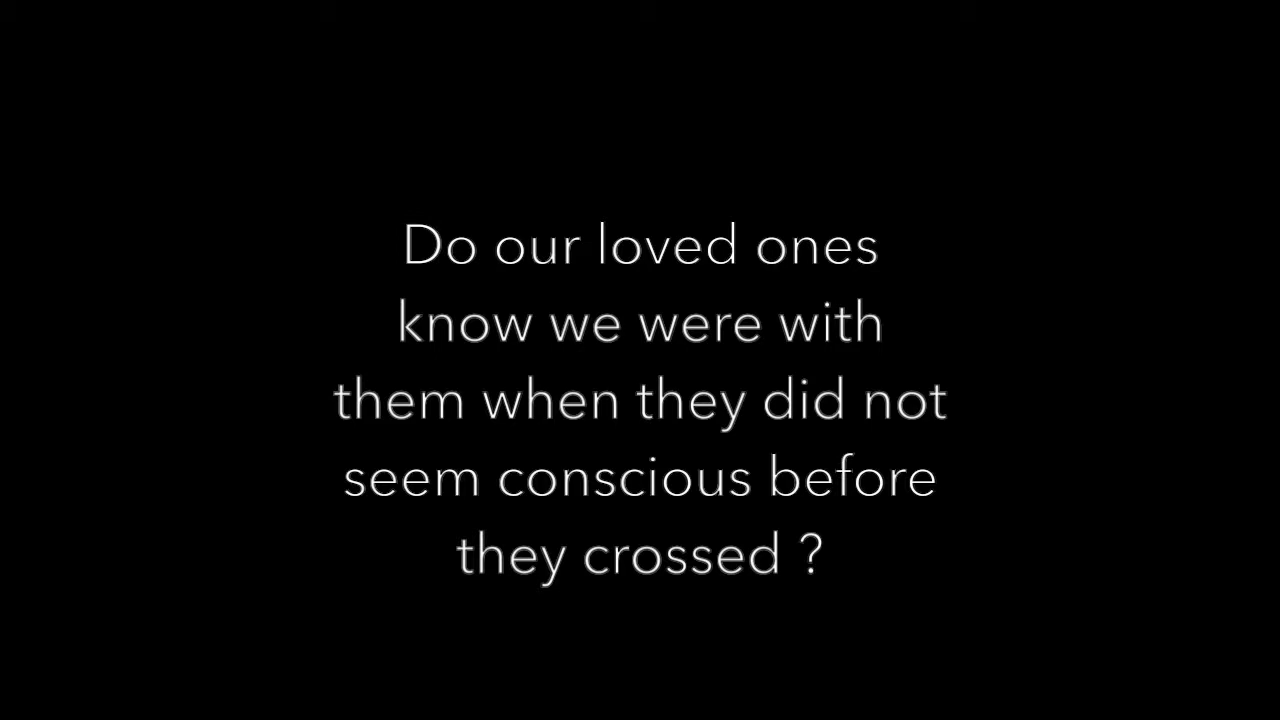 Do our loved ones
know we were with
them when they did not
seem conscious before
they crossed ?